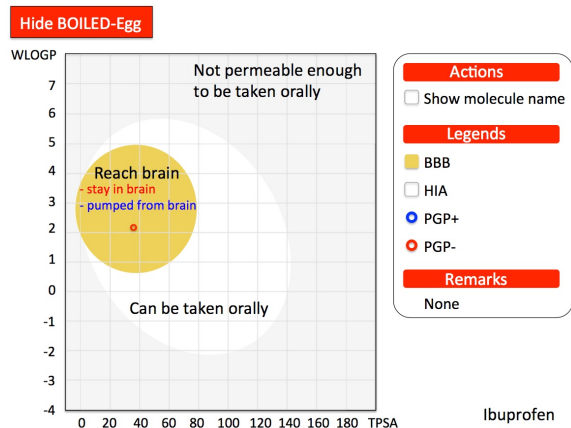 Hide BOILED-Egg
WLOGP
Not permeable enough
to be taken orally
7
6
5
4
3
2
1
0
-1
-2
-3
-4
Reach brain
- stay in brain
- pumped from brain
Can be taken orally
0 20 40 60 80 100 120 140 160 180 TPSA
Actions
Show molecule name
Legends
BBB
HIA
PGP+
PGP-
Remarks
None
Ibuprofen